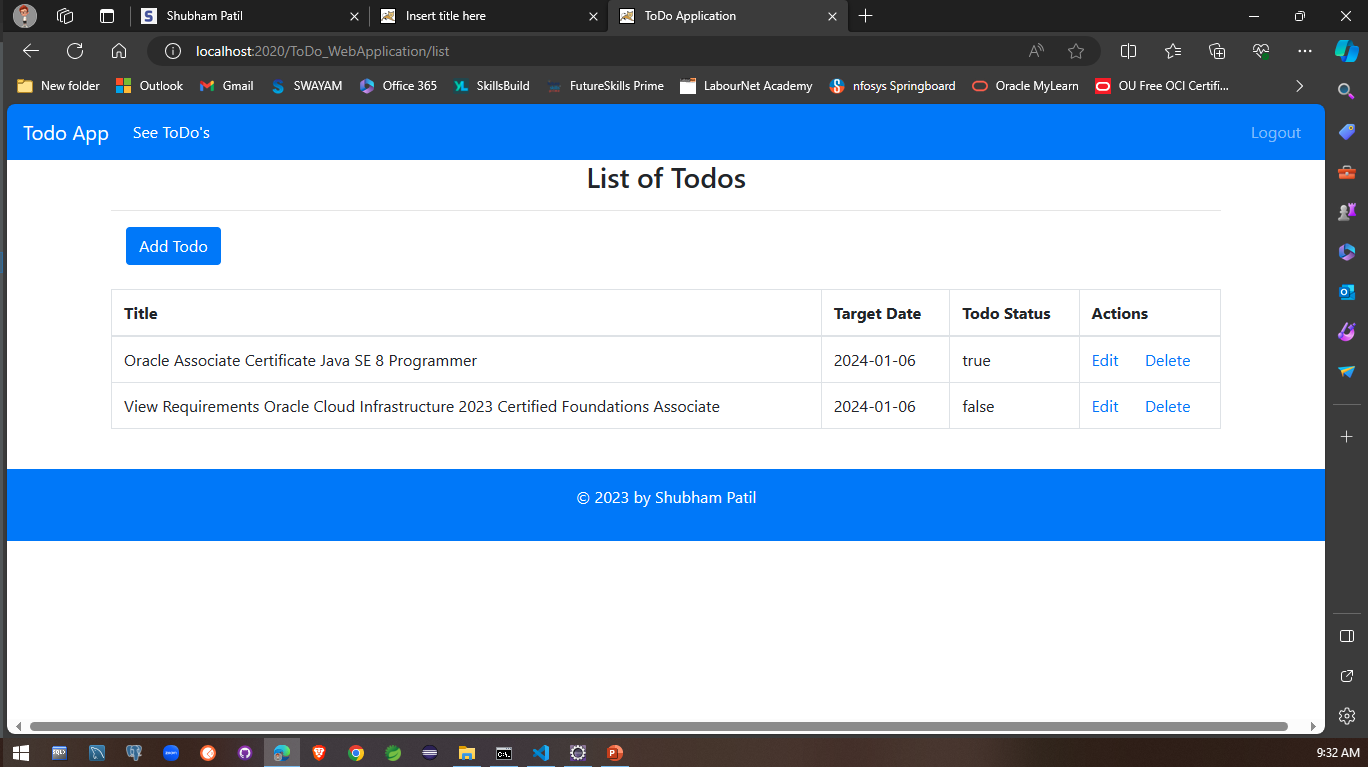 Shubham Patil
Insert title here
ToDo Application
localhost:2020/ToDo_WebApplication/list
New folder
Outlook
Gmail
SWAYAM
Office 365
SkillsBuild
FutureSkills Prime
LabourNet Academy
nfosys Springboard
Oracle MyLearn
OU Free OCI Certifi...
Todo App
See ToDo's
Logout
List of Todos
Add Todo
Title Target Date Todo Status Actions
Oracle Associate Certificate Java SE 8 Programmer 2024-01-06 true Edit Delete
View Requirements Oracle Cloud Infrastructure 2023 Certified Foundations Associate 2024-01-06 false Edit Delete
© 2023 by Shubham Patil
9:32 AM